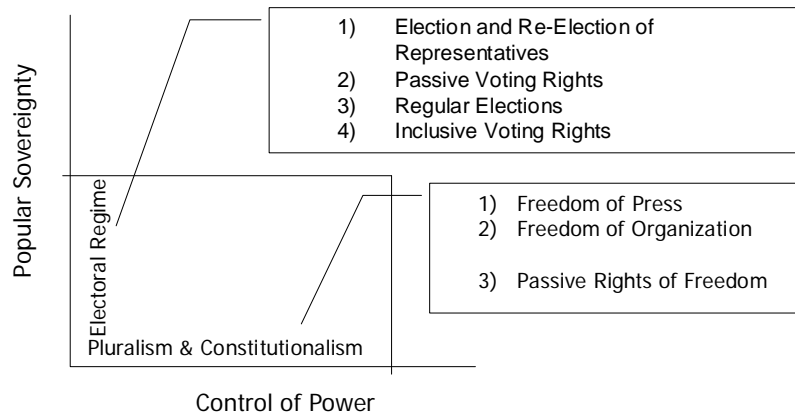 1) Election and Re-Election of
Representatives
2) Passive Voting Rights
3) Regular Elections
4) Inclusive Voting Rights
Popular Sovereignty
Electoral Regime
1) Freedom of Press
2) Freedom of Organization
3) Passive Rights of Freedom
Pluralism & Constitutionalism
Control of Power